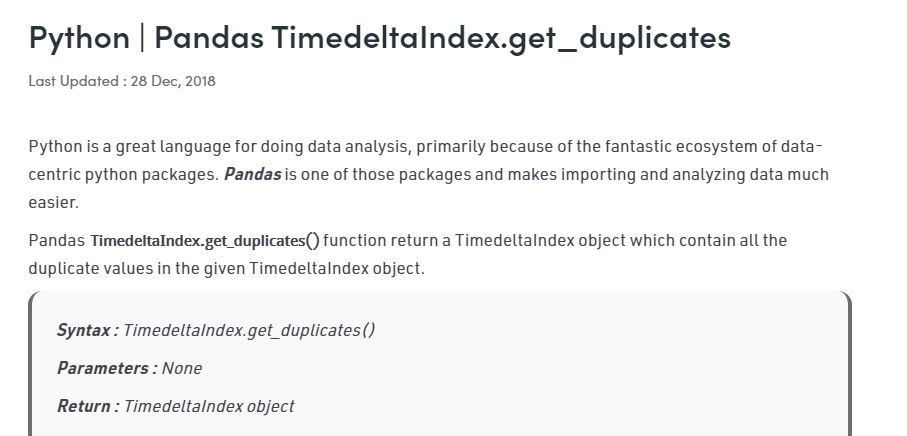 Python | Pandas TimedeltaIndex.get_duplicates
Last Updated : 28 Dec, 2018
Python is a great language for doing data analysis, primarily because of the fantastic ecosystem of data-
centric python packages. Pandas is one of those packages and makes importing and analyzing data much
easier.
Pandas TimedeltaIndex.get_duplicates() function return a TimedeltaIndex object which contain all the
duplicate values in the given TimedeltaIndex object.
Syntax : TimedeltaIndex.get_duplicates()
Parameters : None
Return : TimedeltaIndex object